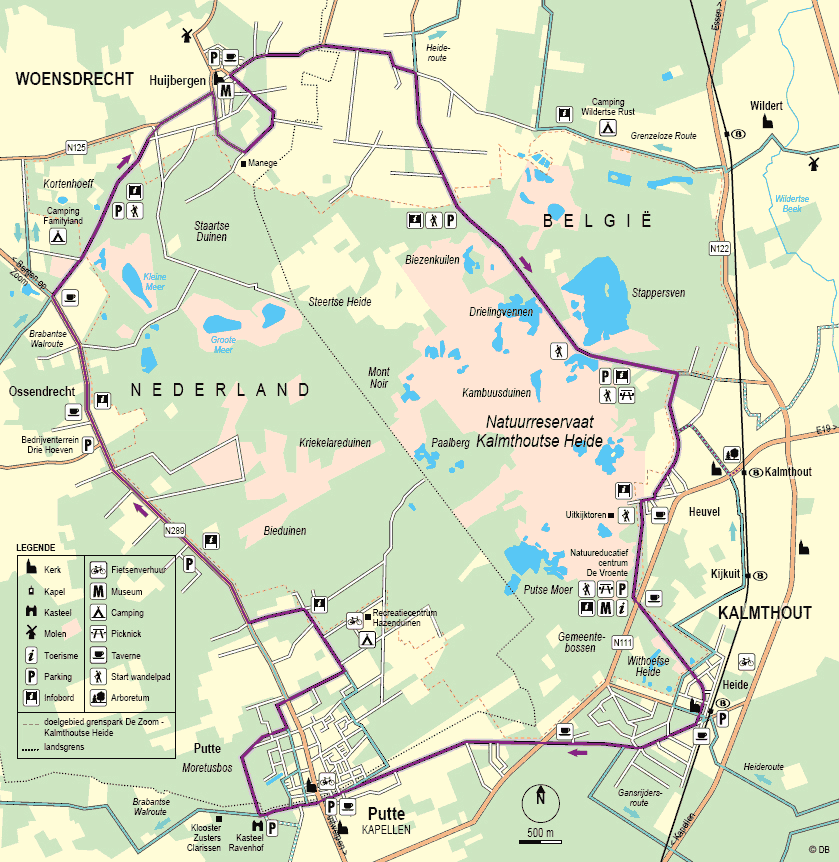 Essen >
WOENSDRECHT
Huijbergen
P
M
Heide-
route
Camping
Wildertse Rust
Wildert
B
Grenzeloze Route
N125
Kortenhoeff
Manege
P
Camping
Familyland
Staartse
Duinen
P
BELGIË
Wildertse
Beek
N122
Biezenkuilen
< Bergen op
Zoom
Kleine
Meer
Steertse Heide
Stappersven
Drielingvennen
Brabantse
Walroute
Groote
Meer
Mont
Noir
P
Ossendrecht
NEDERLAND
Kambuusduinen
Natuurreservaat
Kalmthoutse Heide
E19 >
Bedrijventerrein
Drie Hoeven
P
Kriekelareduinen
Paalberg
B
Kalmthout
Uitkijktoren
Heuvel
N289
Bieduinen
Natuureducatief
centrum
De Vroente
P
Putse Moer
P
M
i
Kijkuit
B
KALMTHOUT
LEGENDE
Kerk
Fietsenverhuur
Kapel
M
Museum
Kasteel
Camping
Molen
Picknick
i
Toerisme
Taverne
P
Parking
Start wandelpad
Infobord
Arboretum
doelgebied grenspark De Zoom -
Kalmthoutse Heide
landsgrens
Recreatiecentrum
Hazenduinen
Gemeente-
bossen
N111
Withoefse
Heide
Heide
B
P
Putte
Moretusbos
Heideroute
Gansrijders-
route
Brabantse
Walroute
Klooster
Zusters
Clarissen
Kasteel
Ravenhof
P
P
Putte
KAPELLEN
N
500 m
< Kapellen
© DB